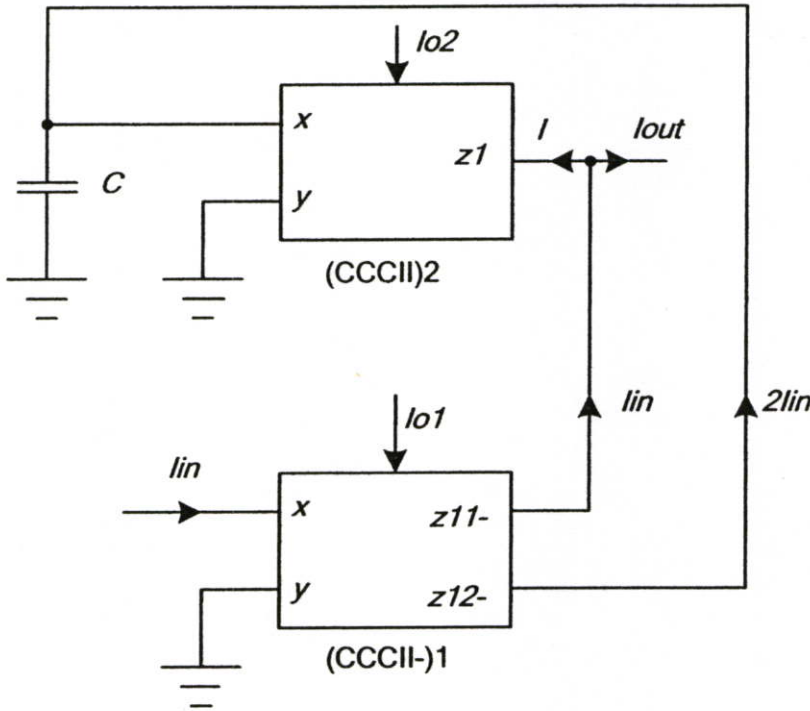 Io2
x
z1
I
Iout
C
y
(CCCII)2
Iin
2Iin
Io1
Iin
x
z11-
y
z12-
(CCCII-)1